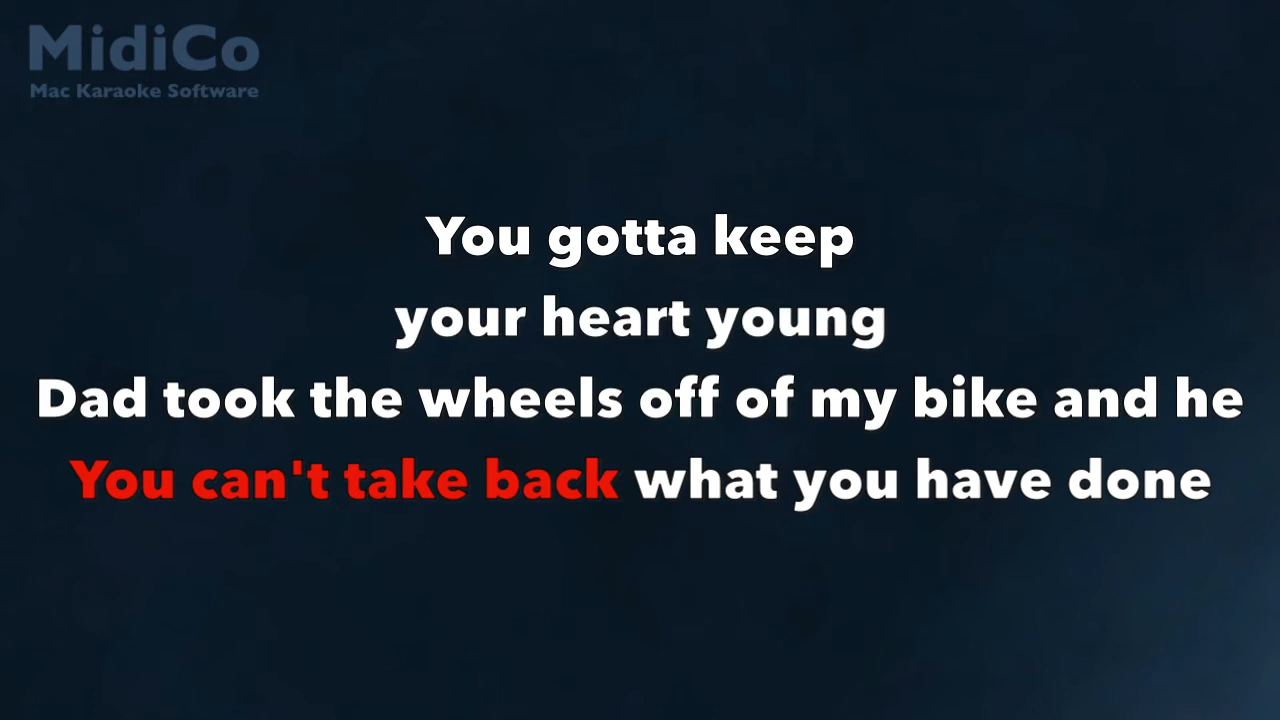 MidiCo
Mac Karaoke Software
You gotta keep
your heart young
Dad took the wheels off of my bike and he
You can't take back what you have done